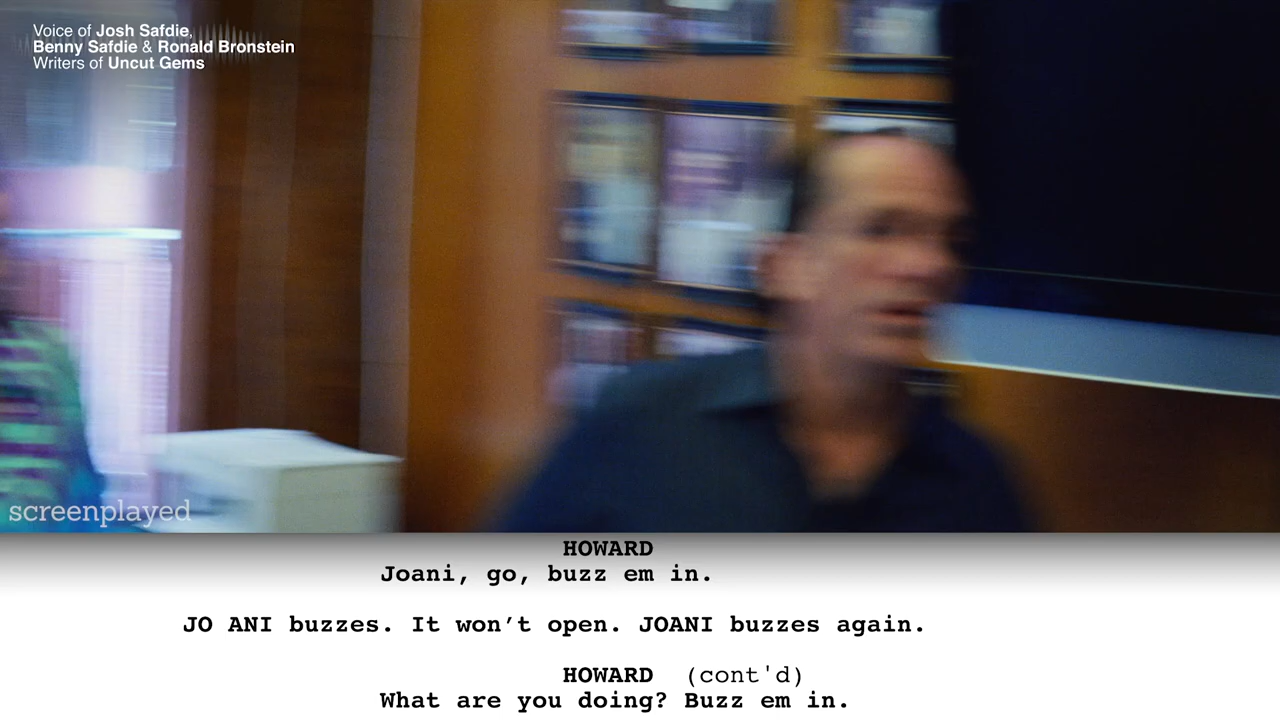 Voice of Josh Safdie,
Benny Safdie & Ronald Bronstein
Writers of Uncut Gems
screenplayed
HOWARD
Joani, go, buzz em in.
JO ANI buzzes. It won’t open. JOANI buzzes again.
HOWARD (cont'd)
What are you doing? Buzz em in.